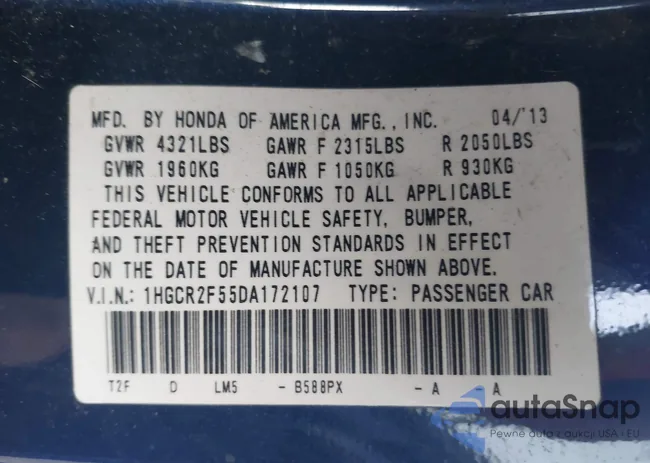 MFD. BY HONDA OF AMERICA MFG., INC. 04/'13
GVWR 4321LBS GAWR F 2315LBS R 2050LBS
GVWR 1960KG GAWR F 1050KG R 930KG
THIS VEHICLE CONFORMS TO ALL APPLICABLE
FEDERAL MOTOR VEHICLE SAFETY, BUMPER,
AND THEFT PREVENTION STANDARDS IN EFFECT
ON THE DATE OF MANUFACTURE SHOWN ABOVE.
V.I.N.: 1HGCR2F55DA172107 TYPE: PASSENGER CAR
T2F D LM5 - B588PX - A A
autaSnap
Pewne auta z aukcji USA - EU